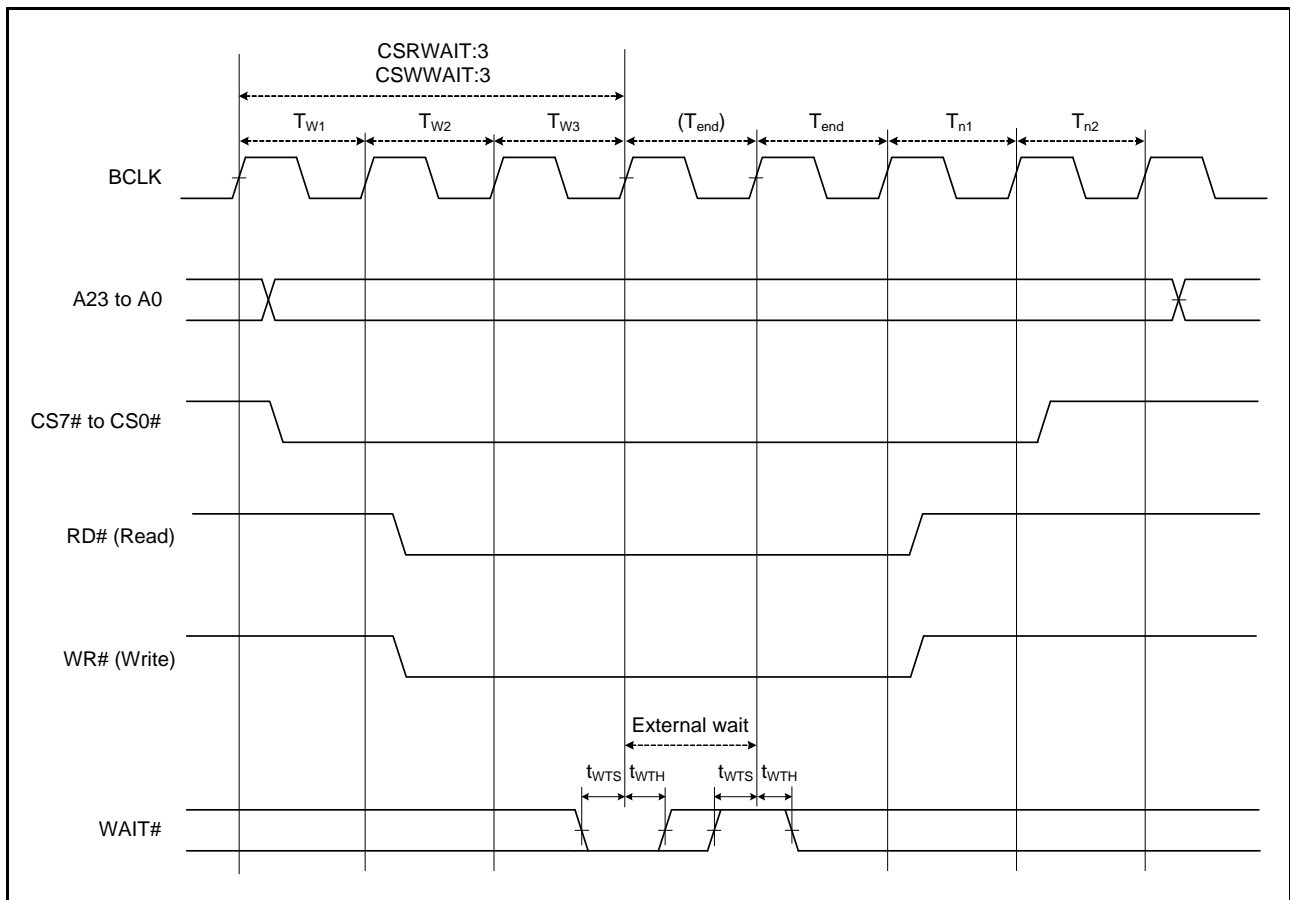 CSRWAIT:3
CSWWAIT:3
TW1 TW2 TW3 (Tend) Tend Tn1 Tn2
BCLK
A23 to A0
CS7# to CS0#
RD# (Read)
WR# (Write)
External wait
tWTS tWTH tWTS tWTH
WAIT#